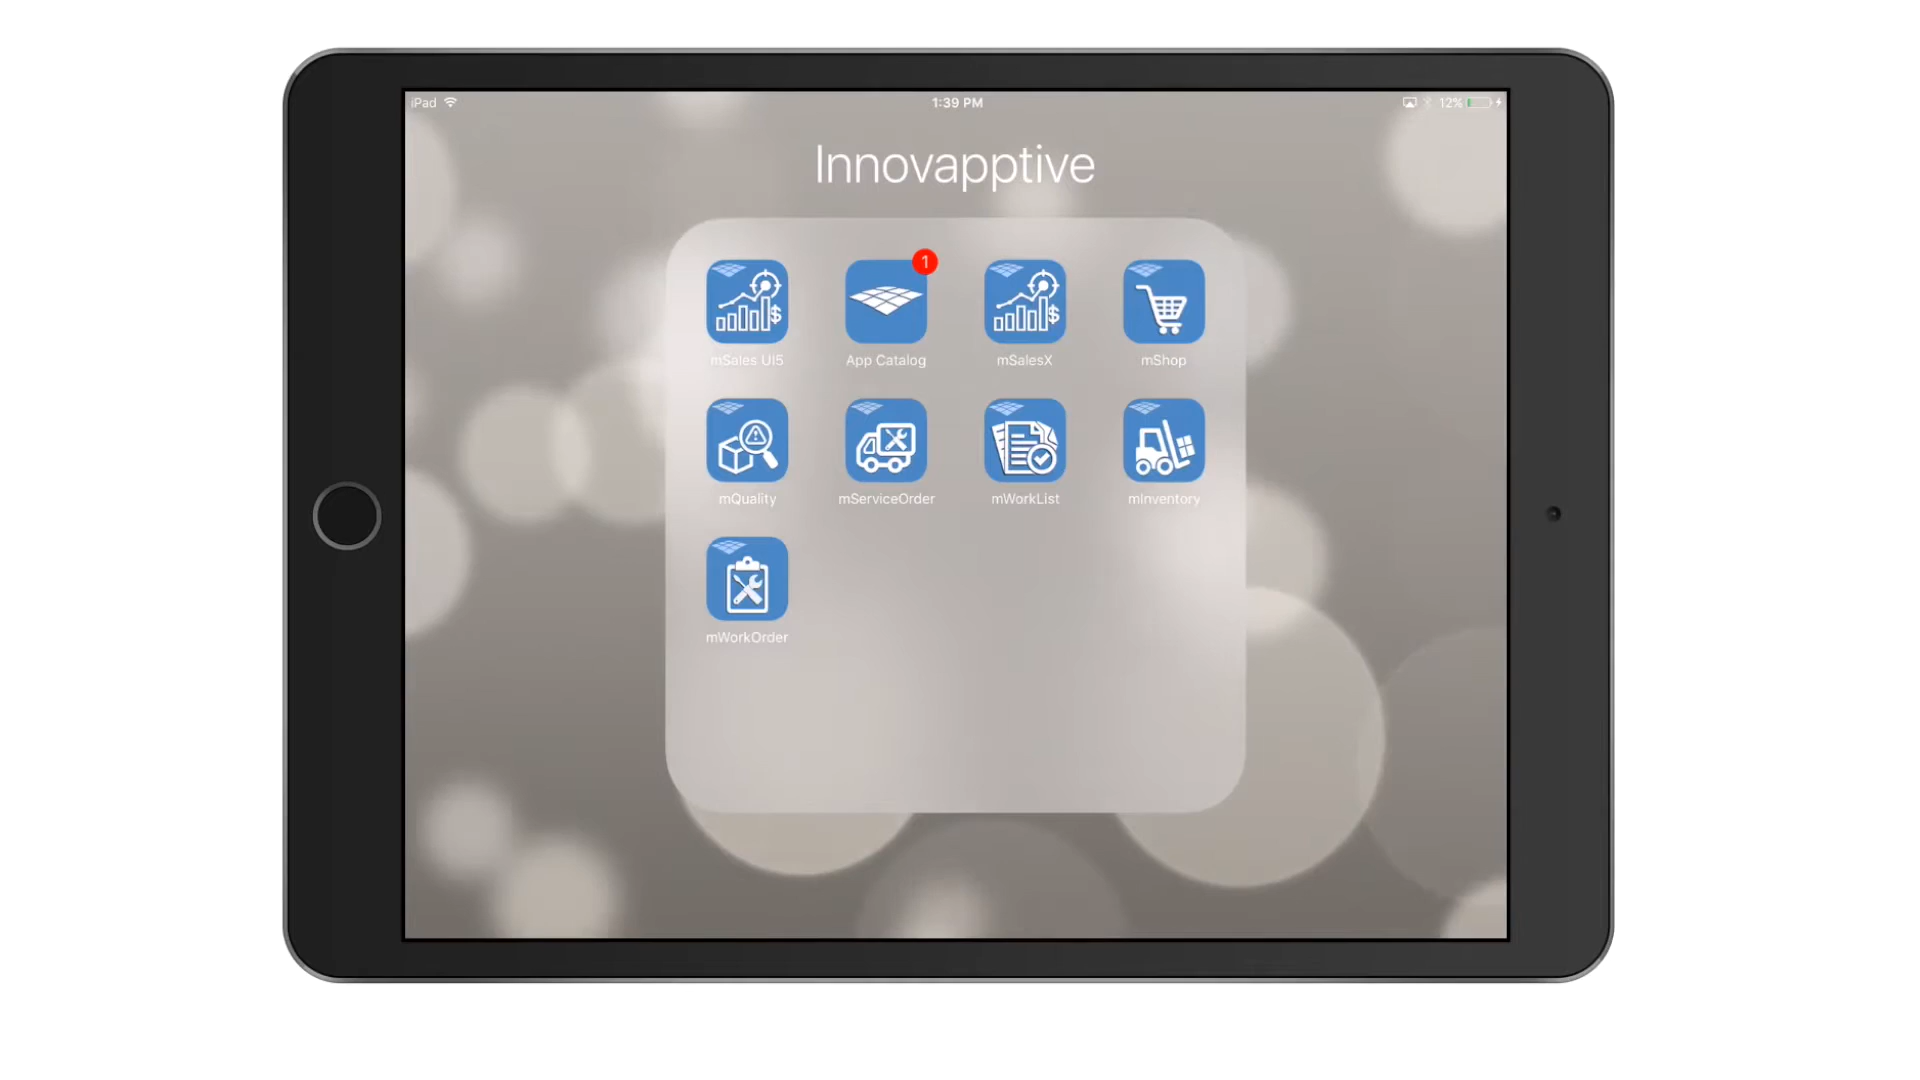 iPad 1:39 PM 12%
Innovapptive
1
mSales UI5 App Catalog mSalesX mShop
mQuality mServiceOrder mWorkList mInventory
mWorkOrder